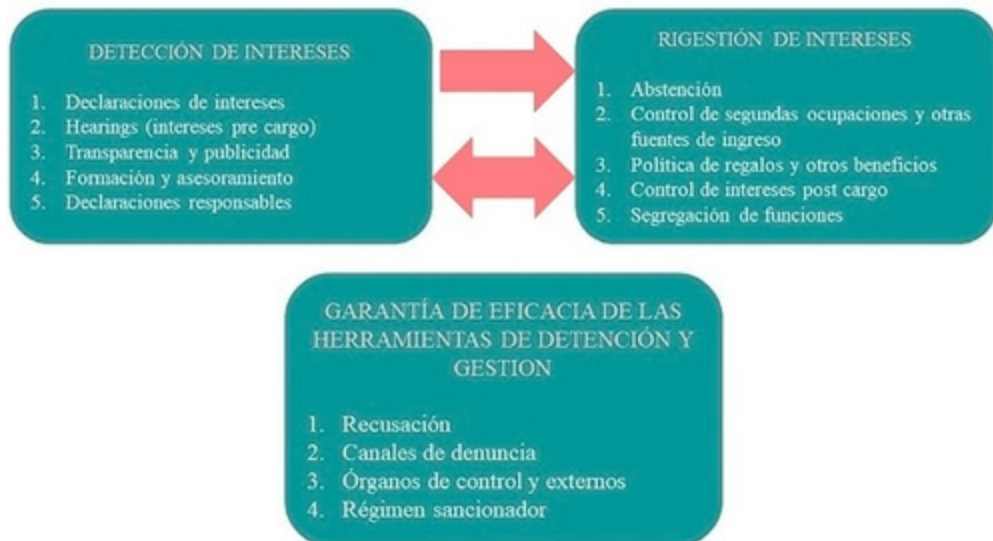 DETECCIÓN DE INTERESES
1. Declaraciones de intereses
2. Hearings (intereses pre cargo)
3. Transparencia y publicidad
4. Formación y asesoramiento
5. Declaraciones responsables
RIGESTIÓN DE INTERESES
1. Abstención
2. Control de segundas ocupaciones y otras
fuentes de ingreso
3. Política de regalos y otros beneficios
4. Control de intereses post cargo
5. Segregación de funciones
GARANTÍA DE EFICACIA DE LAS
HERRAMIENTAS DE DETENCIÓN Y
GESTION
1. Recusación
2. Canales de denuncia
3. Órganos de control y externos
4. Régimen sancionador